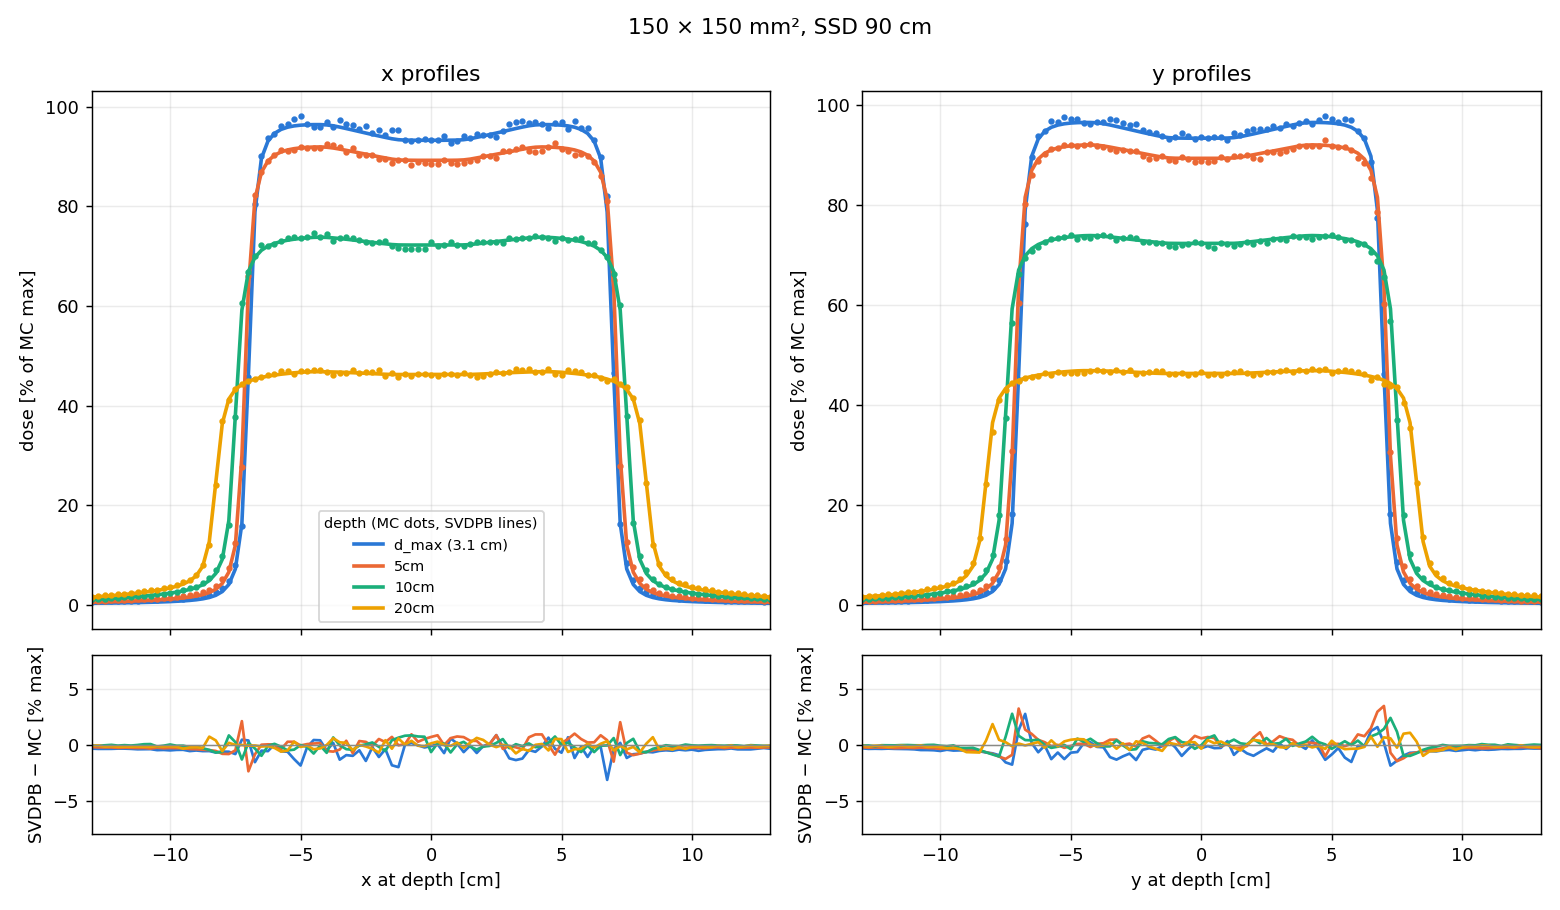 150 × 150 mm², SSD 90 cm
x profiles
y profiles
dose [% of MC max]
100
80
60
40
20
0
depth (MC dots, SVDPB lines)
d_max (3.1 cm)
5cm
10cm
20cm
dose [% of MC max]
100
80
60
40
20
0
SVDPB − MC [% max]
5
0
−5
−10
−5
0
5
10
x at depth [cm]
SVDPB − MC [% max]
5
0
−5
−10
−5
0
5
10
y at depth [cm]